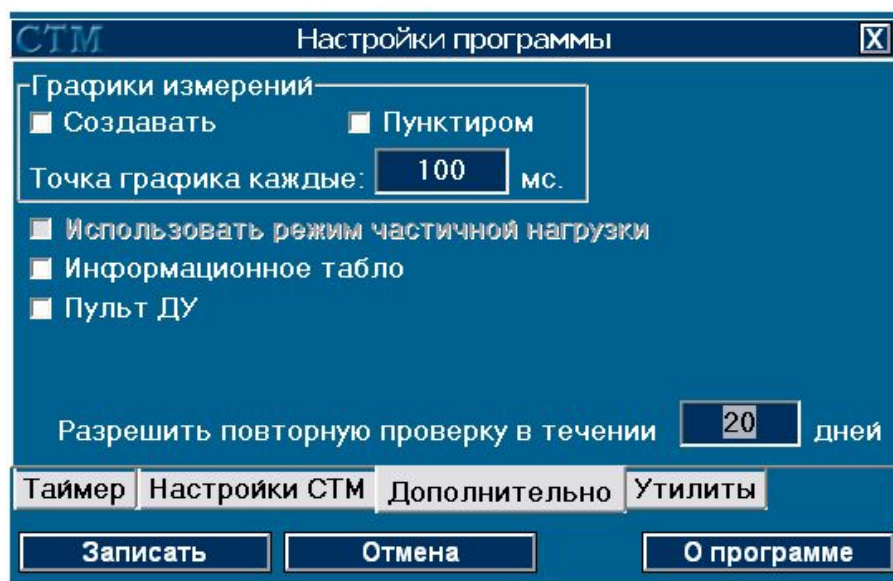 СТМ Настройки программы X
Графики измерений
Создавать Пунктиром
Точка графика каждые: 100 мс.
Использовать режим частичной нагрузки
Информационное табло
Пульт ДУ
Разрешить повторную проверку в течении 20 дней
Таймер Настройки СТМ Дополнительно Утилиты
Записать Отмена О программе